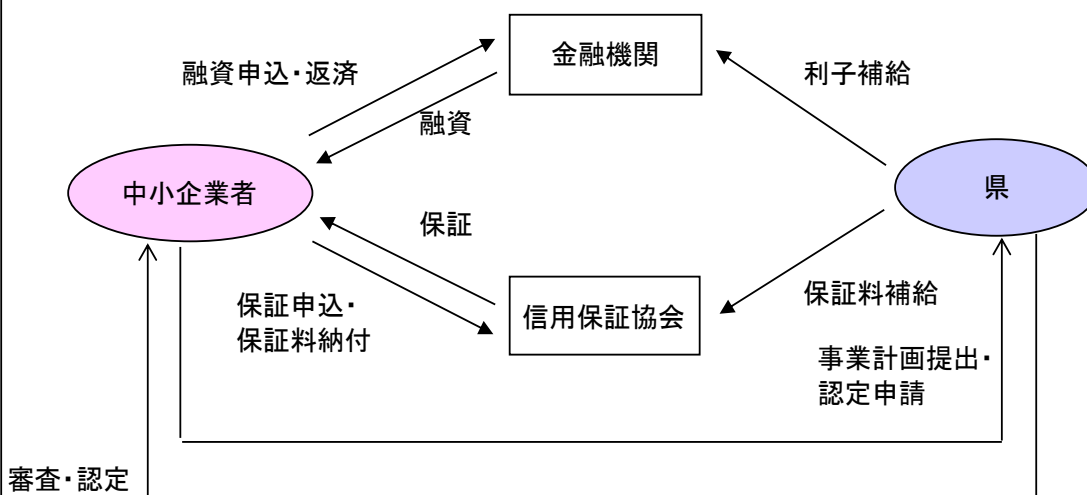 金融機関
融資申込・返済
利子補給
融資
中小企業者
県
保証
保証申込・
保証料納付
信用保証協会
保証料補給
事業計画提出・
認定申請
審査・認定